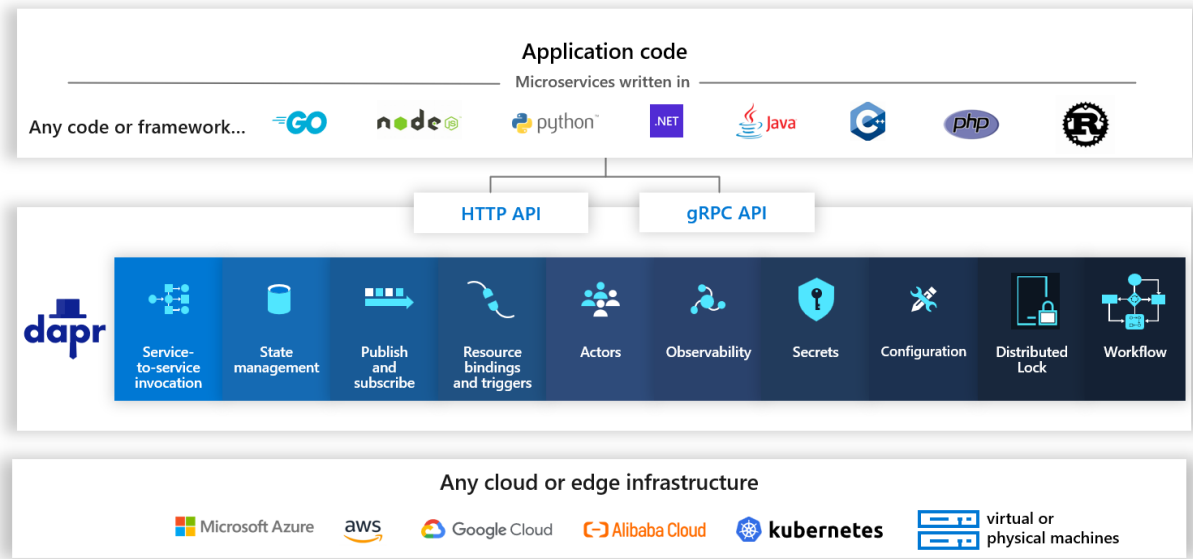 Application code
Microservices written in
Any code or framework...
GO
node
JS
python™
.NET
Java
C++
php
R
HTTP API
gRPC API
dapr
Service-
to-service
invocation
State
management
Publish
and
subscribe
Resource
bindings
and triggers
Actors
Observability
Secrets
Configuration
Distributed
Lock
Workflow
Any cloud or edge infrastructure
Microsoft Azure
aws
Google Cloud
Alibaba Cloud
kubernetes
virtual or
physical machines